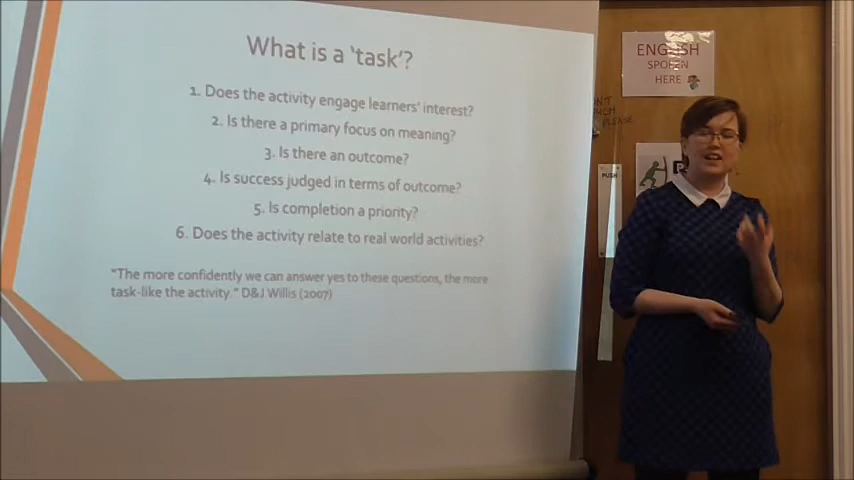 What is a 'task'?
1. Does the activity engage learners' interest?
2. Is there a primary focus on meaning?
3. Is there an outcome?
4. Is success judged in terms of outcome?
5. Is completion a priority?
6. Does the activity relate to real world activities?
"The more confidently we can answer yes to these questions, the more
task-like the activity." D&J Willis (2007)
ENGLISH
SPOKEN
HERE
PLEASE
PUSH